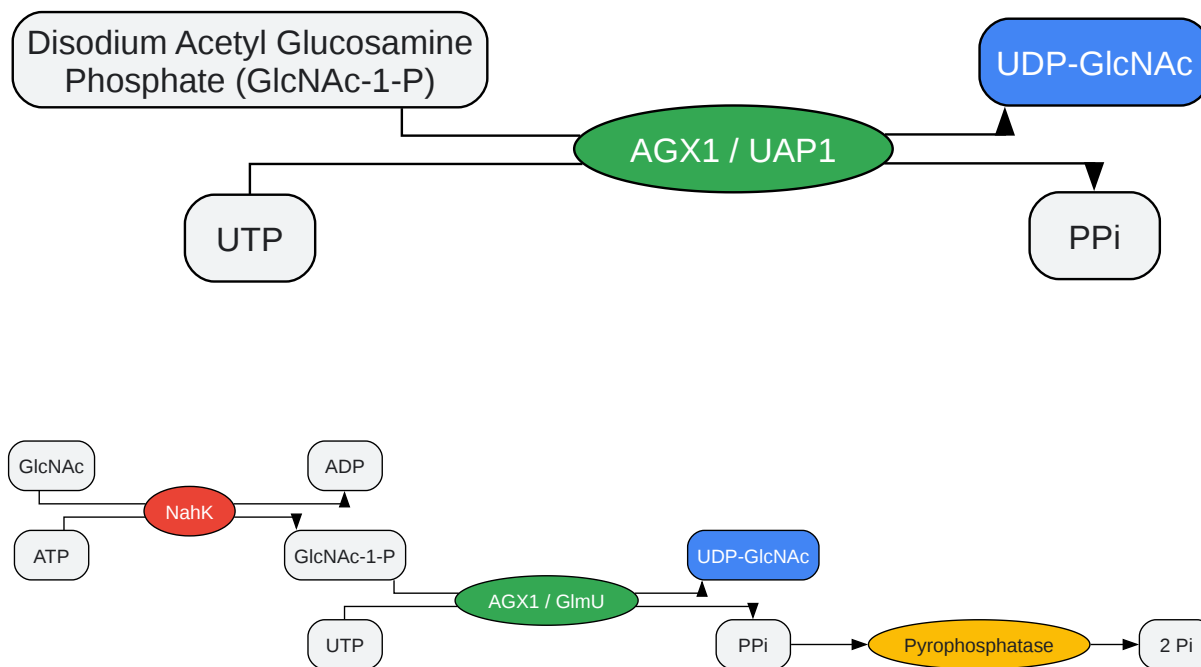 Disodium Acetyl Glucosamine
Phosphate (GlcNAc-1-P)
UDP-GlcNAc
AGX1 / UAP1
UTP
PPi
GlcNAc
ADP
NahK
ATP
GlcNAc-1-P
UDP-GlcNAc
AGX1 / GlmU
UTP
PPi
Pyrophosphatase
2 Pi